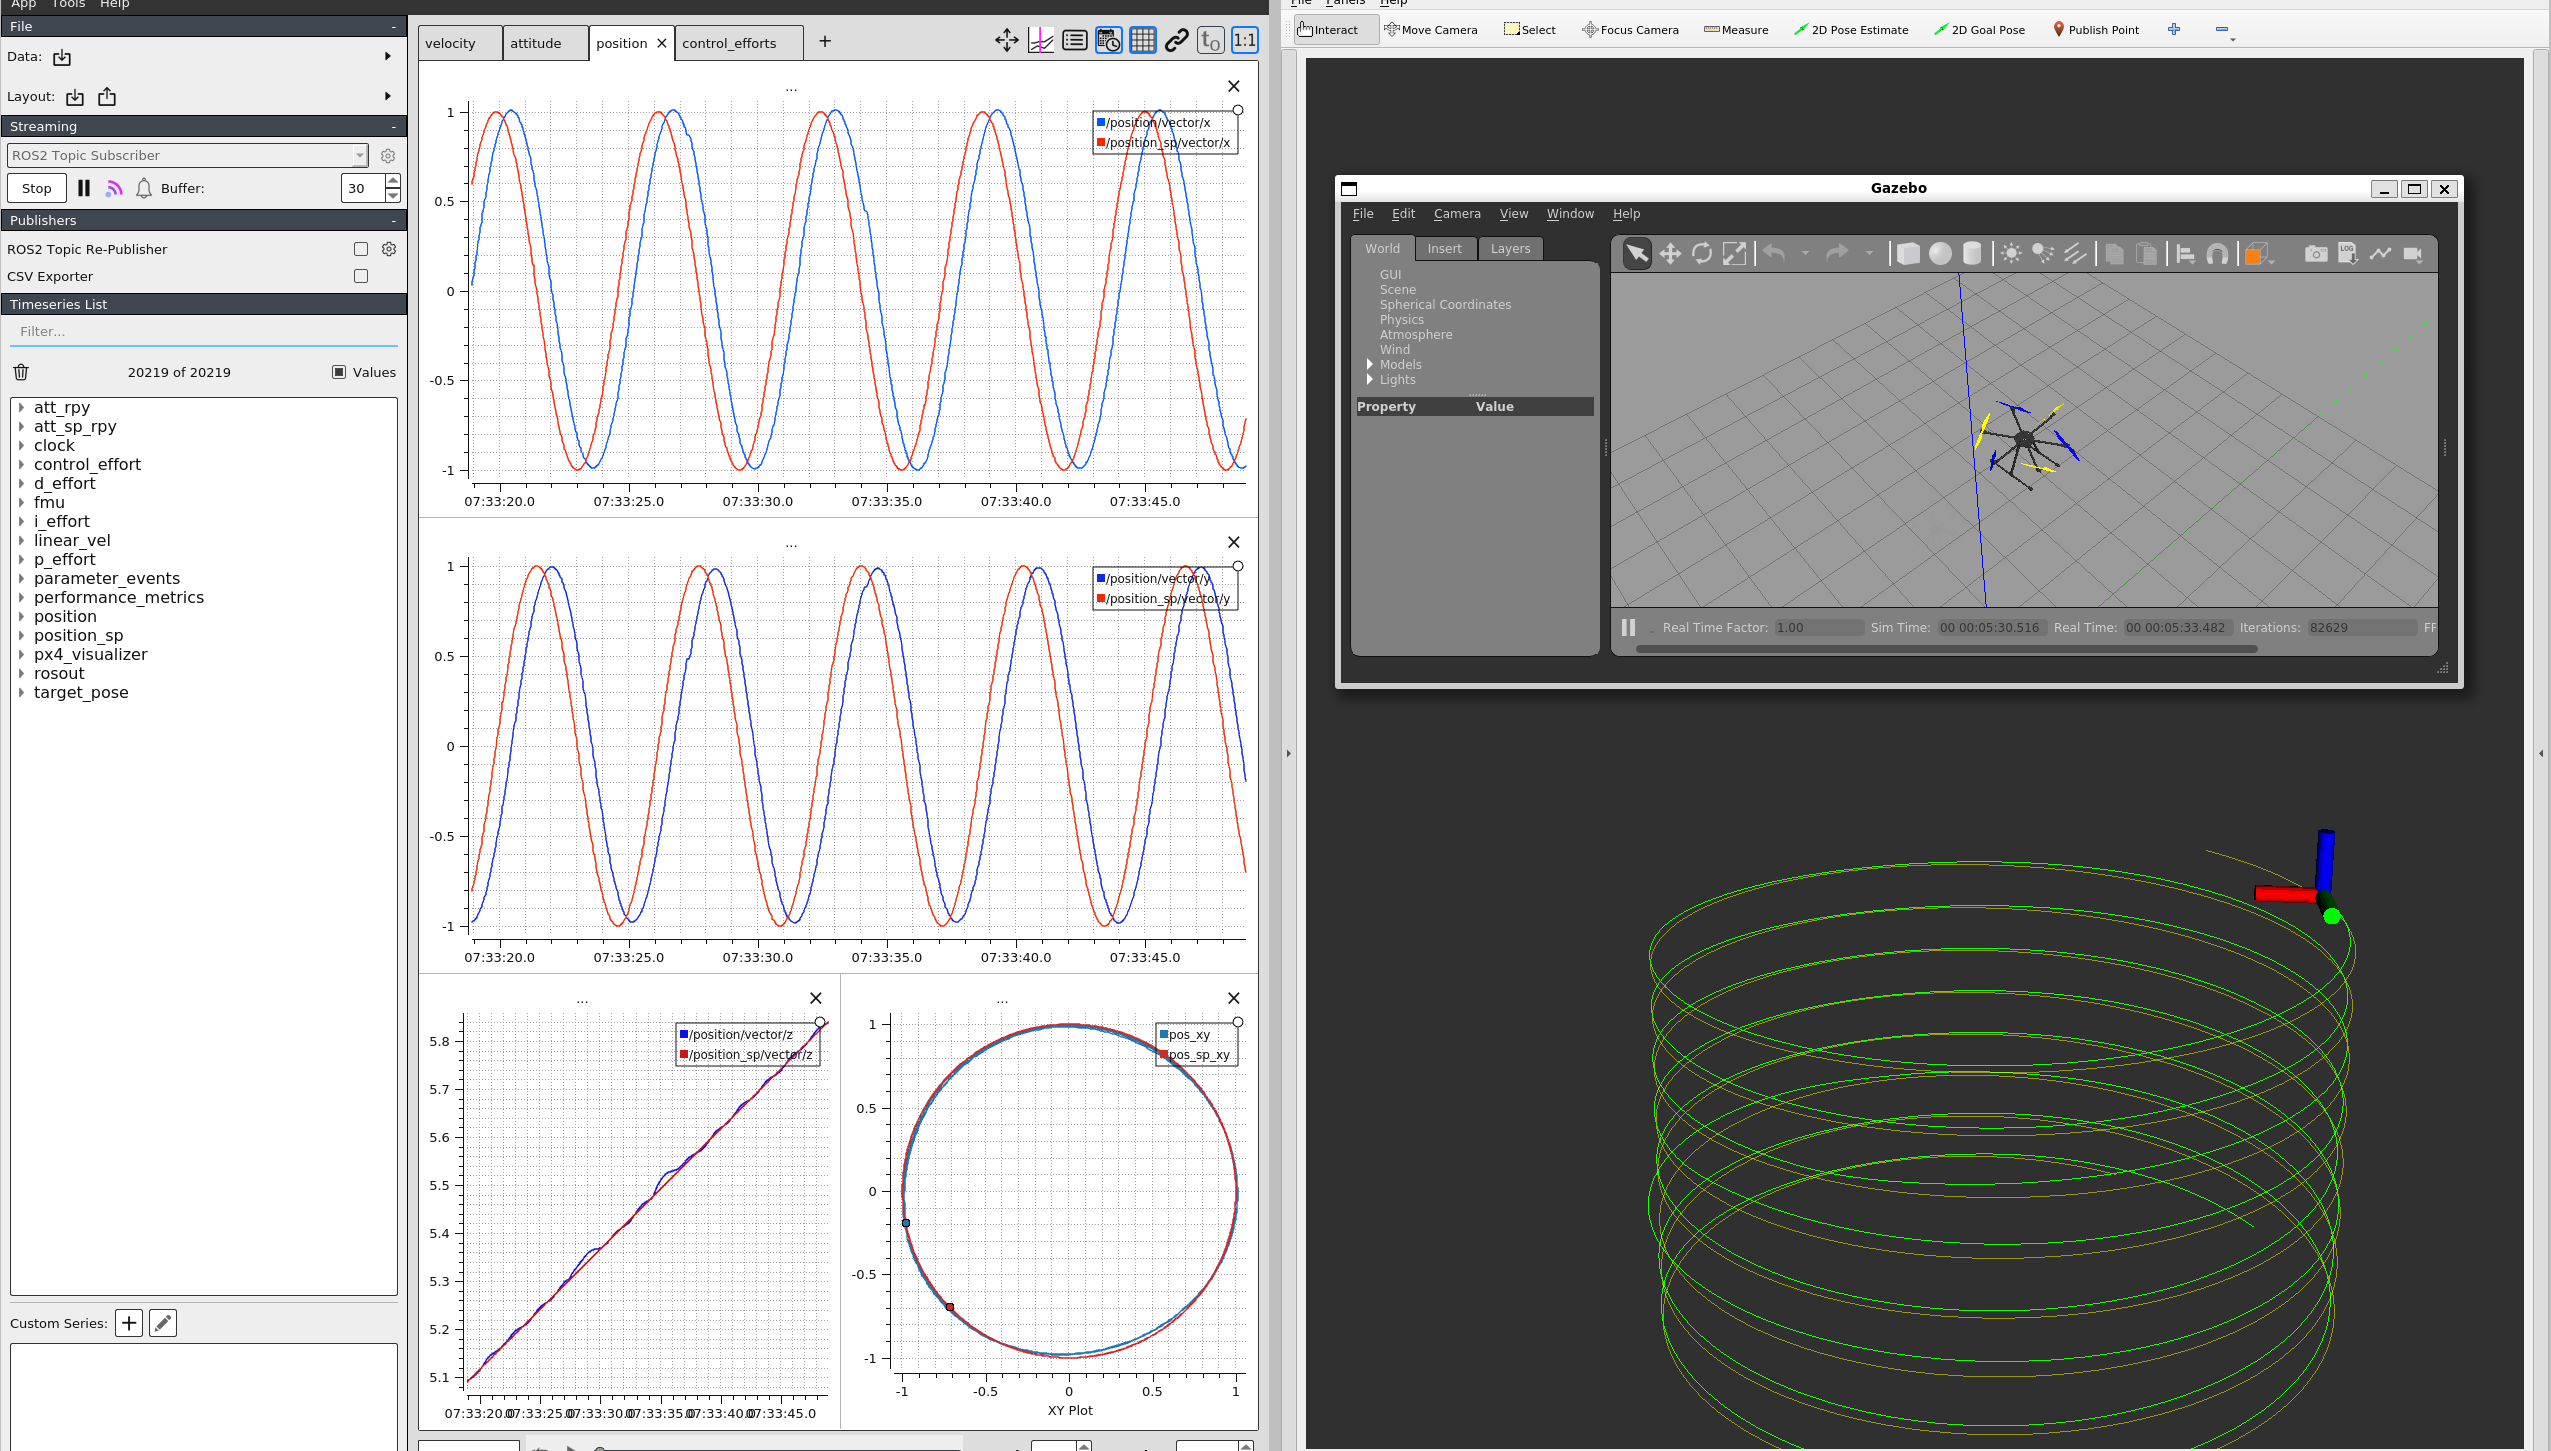 App Tools Help
File -
Data:
Layout:
Streaming -
ROS2 Topic Subscriber
Stop Buffer: 30
Publishers -
ROS2 Topic Re-Publisher
CSV Exporter
Timeseries List
Filter...
20219 of 20219 Values
att_rpy
att_sp_rpy
clock
control_effort
d_effort
fmu
i_effort
linear_vel
p_effort
parameter_events
performance_metrics
position
position_sp
px4_visualizer
rosout
target_pose
Custom Series:
velocity attitude position control_efforts +
t0 1:1
...
/position/vector/x
/position_sp/vector/x
1
0.5
0
-0.5
-1
07:33:20.0 07:33:25.0 07:33:30.0 07:33:35.0 07:33:40.0 07:33:45.0
...
/position/vector/y
/position_sp/vector/y
1
0.5
0
-0.5
-1
07:33:20.0 07:33:25.0 07:33:30.0 07:33:35.0 07:33:40.0 07:33:45.0
...
/position/vector/z
/position_sp/vector/z
5.8
5.7
5.6
5.5
5.4
5.3
5.2
5.1
07:33:20.0 07:33:25.0 07:33:30.0 07:33:35.0 07:33:40.0 07:33:45.0
...
pos_xy
pos_sp_xy
1
0.5
0
-0.5
-1
-1 -0.5 0 0.5 1
XY Plot
File Panels Help
Interact Move Camera Select Focus Camera Measure 2D Pose Estimate 2D Goal Pose Publish Point
Gazebo
File Edit Camera View Window Help
World Insert Layers
GUI
Scene
Spherical Coordinates
Physics
Atmosphere
Wind
Models
Lights
Property Value
LOG
Real Time Factor: 1.00 Sim Time: 00 00:05:30.516 Real Time: 00 00:05:33.482 Iterations: 82629 FF